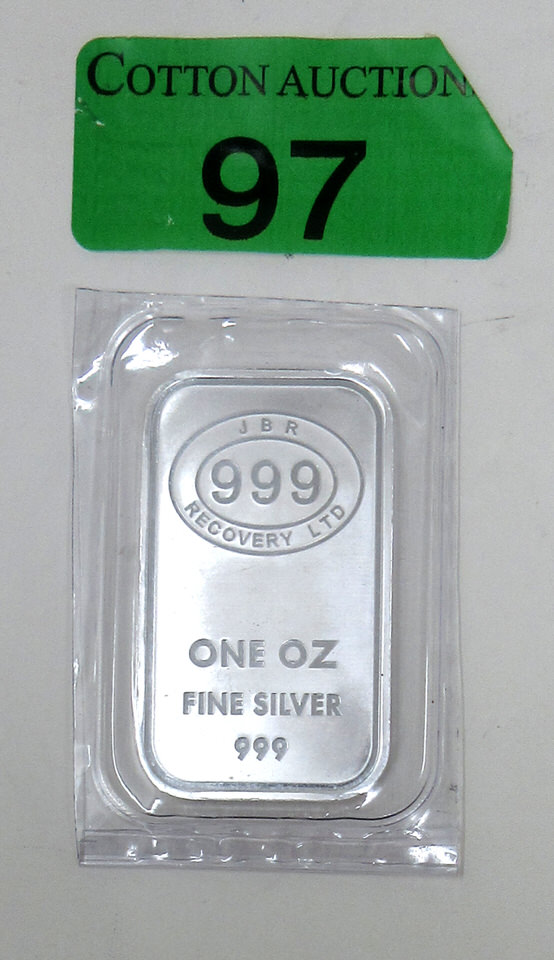 COTTON AUCTION
97
JBR
999
RECOVERY LTD
ONE OZ
FINE SILVER
999